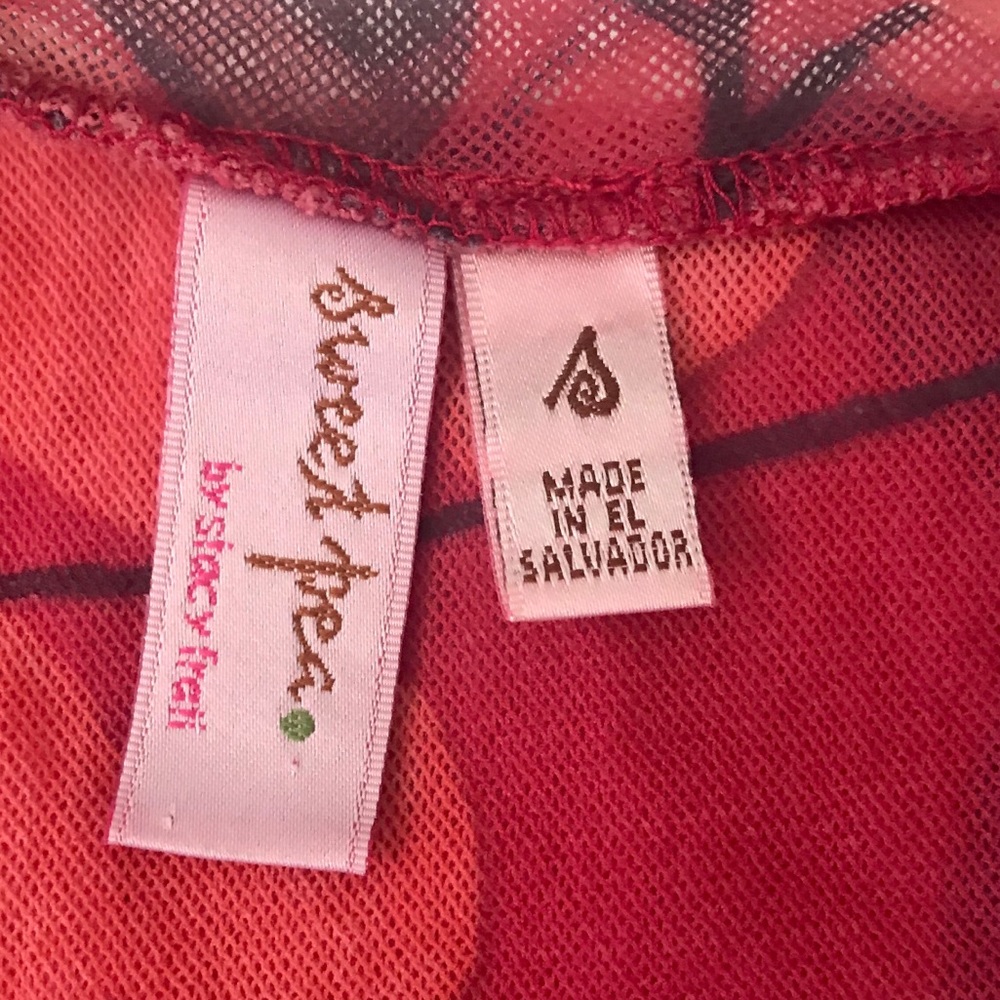 Sweet pea
by stacy frati
MADE
IN EL
SALVADOR
S